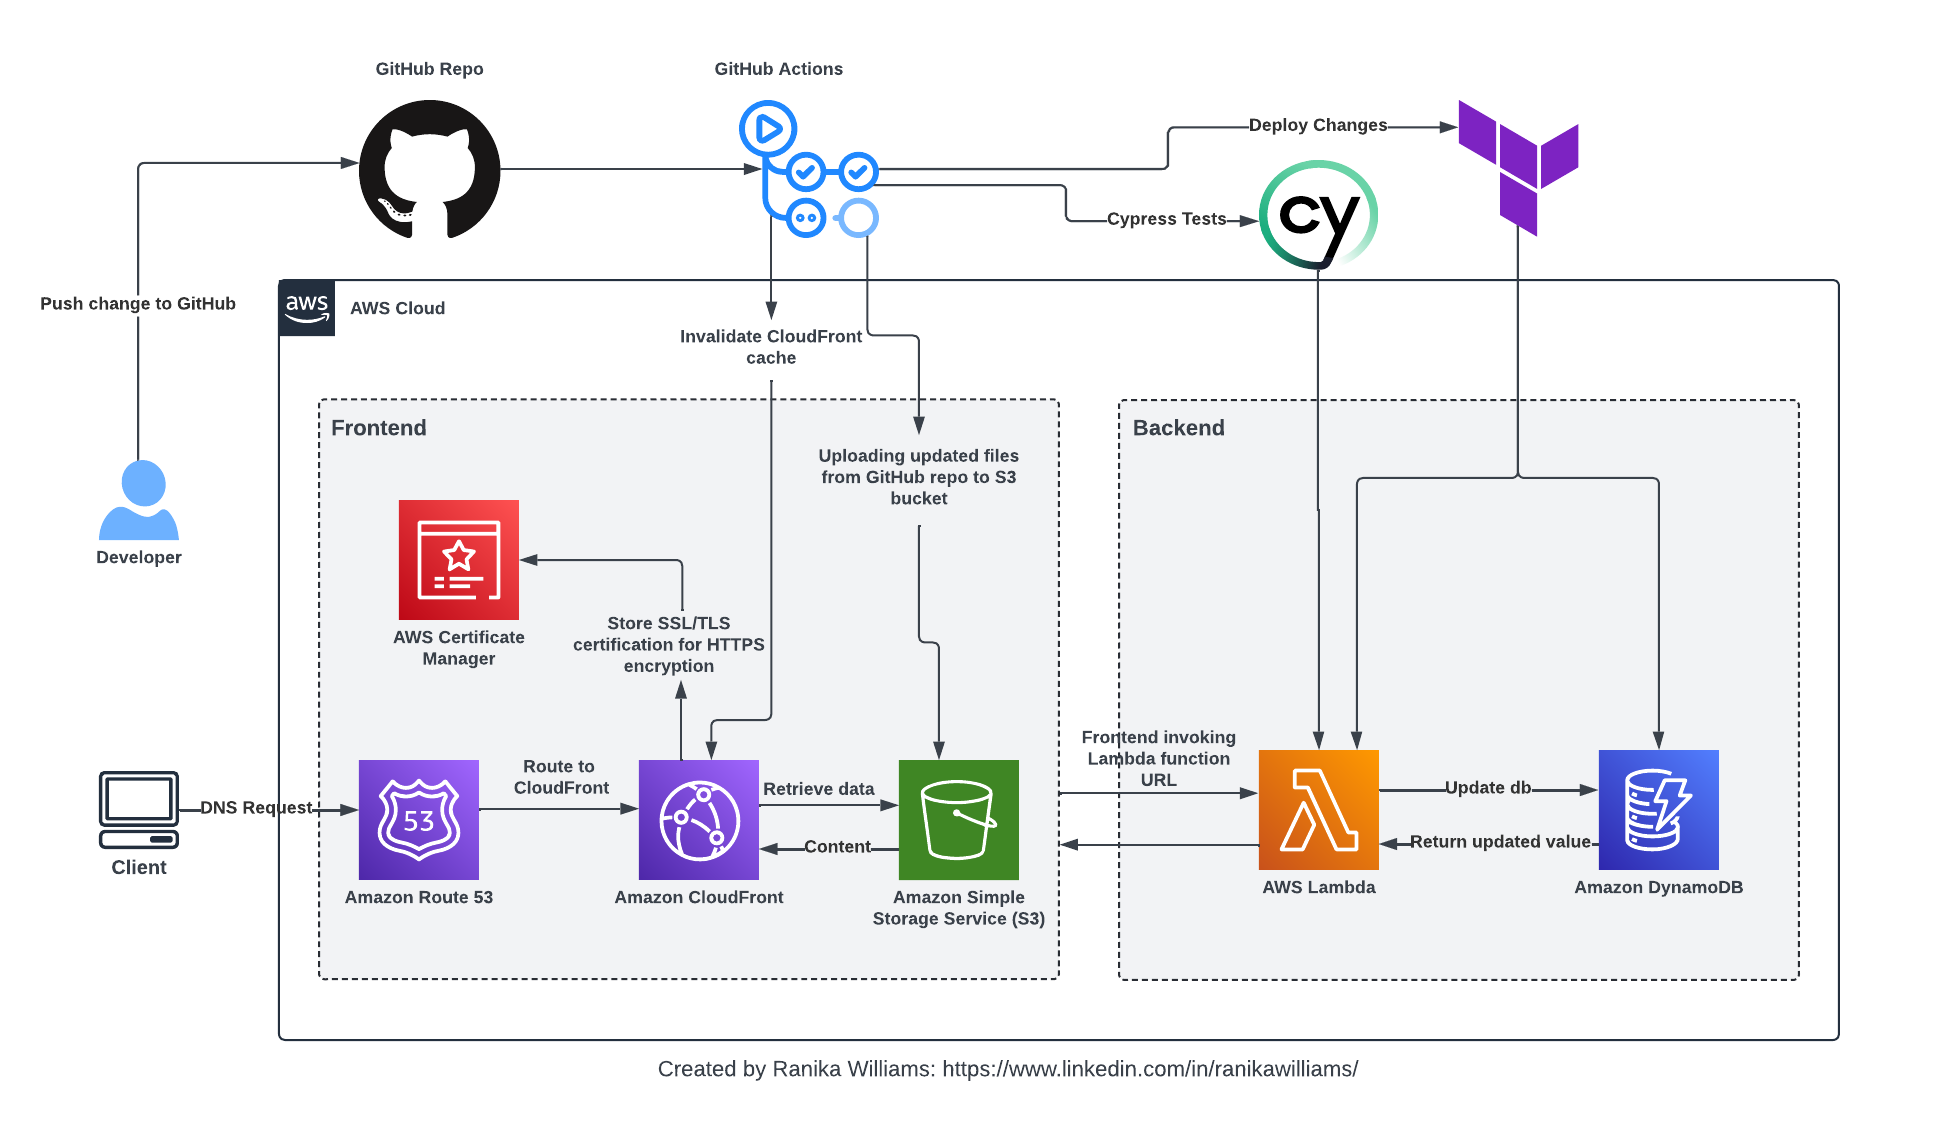 GitHub Repo
GitHub Actions
Deploy Changes
cy
Cypress Tests
Push change to GitHub
aws
AWS Cloud
Invalidate CloudFront
cache
Frontend
Backend
Uploading updated files
from GitHub repo to S3
bucket
Developer
AWS Certificate
Manager
Store SSL/TLS
certification for HTTPS
encryption
Frontend invoking
Lambda function
URL
Route to
CloudFront
Retrieve data
Update db
DNS Request
53
Content
Return updated value
Client
Amazon Route 53
Amazon CloudFront
Amazon Simple
Storage Service (S3)
AWS Lambda
Amazon DynamoDB
Created by Ranika Williams: https://www.linkedin.com/in/ranikawilliams/